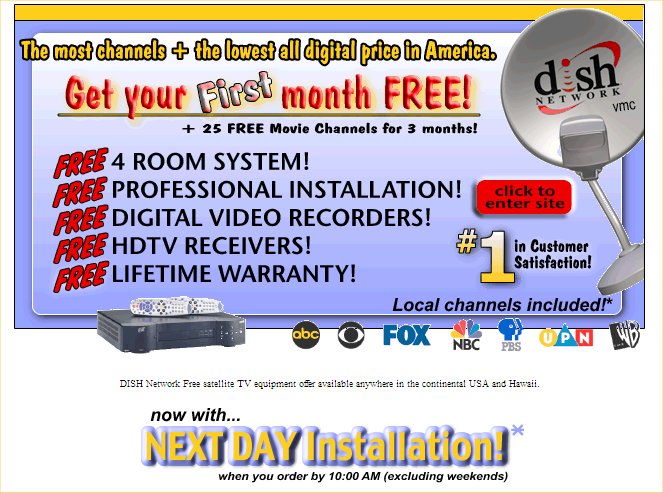 The most channels + the lowest all digital price in America.
Get your First month FREE!
+ 25 FREE Movie Channels for 3 months!
dish
NETWORK
vmc
FREE 4 ROOM SYSTEM!
FREE PROFESSIONAL INSTALLATION!
FREE DIGITAL VIDEO RECORDERS!
FREE HDTV RECEIVERS!
FREE LIFETIME WARRANTY!
click to
enter site
#1 in Customer
Satisfaction!
Local channels included!*
abc FOX NBC PBS UPN WB
DISH Network Free satellite TV equipment offer available anywhere in the continental USA and Hawaii.
now with...
NEXT DAY Installation!*
when you order by 10:00 AM (excluding weekends)